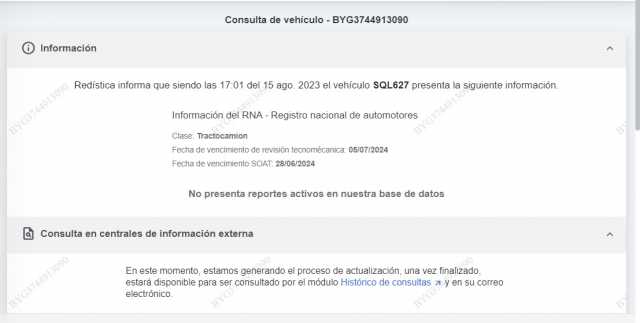 Consulta de vehículo - BYG3744913090
Información
Redística informa que siendo las 17:01 del 15 ago. 2023 el vehículo SQL627 presenta la siguiente información.
Información del RNA - Registro nacional de automotores
Clase: Tractocamion
Fecha de vencimiento de revisión tecnomécanica: 05/07/2024
Fecha de vencimiento SOAT: 28/06/2024
No presenta reportes activos en nuestra base de datos
Consulta en centrales de información externa
En este momento, estamos generando el proceso de actualización, una vez finalizado,
estará disponible para ser consultado por el módulo Histórico de consultas y en su correo
electrónico.
BYG3744913090
BYG3744913090
BYG3744913090
BYG3744913090